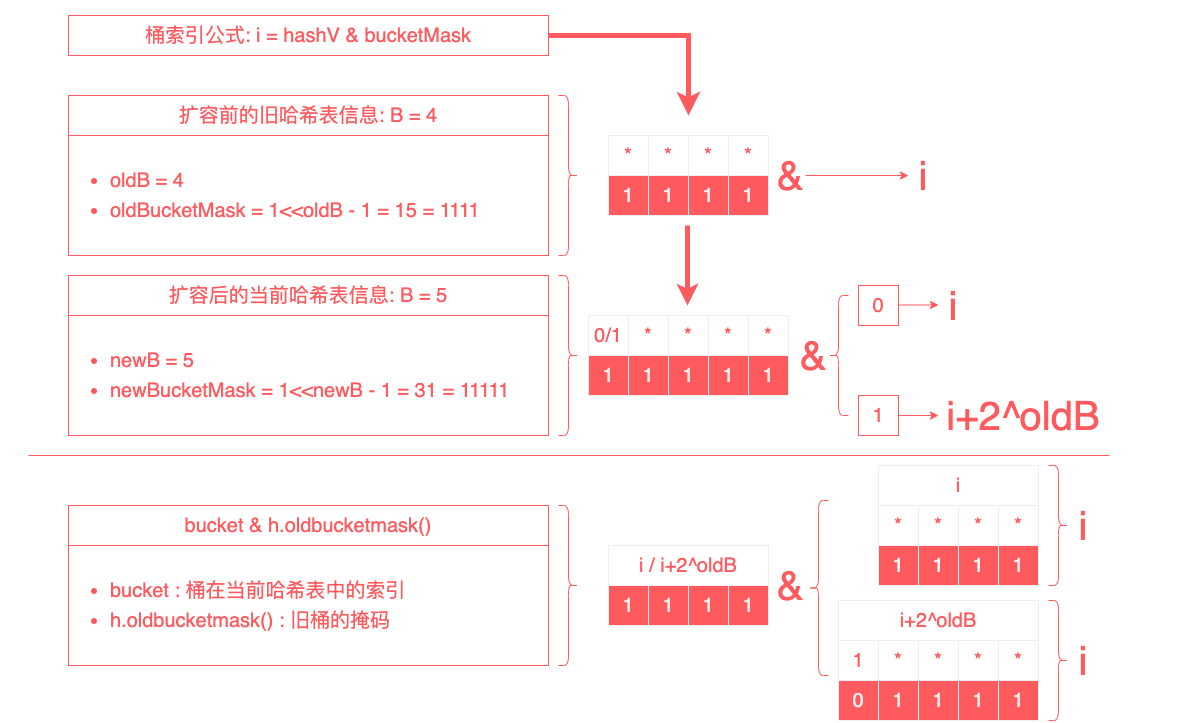 桶索引公式: i = hashV & bucketMask
扩容前的旧哈希表信息: B = 4
oldB = 4
oldBucketMask = 1<<oldB - 1 = 15 = 1111
* * * *
1 1 1 1
&
i
扩容后的当前哈希表信息: B = 5
newB = 5
newBucketMask = 1<<newB - 1 = 31 = 11111
0/1 * * * *
1 1 1 1 1
&
0
i
1
i+2^oldB
bucket & h.oldbucketmask()
bucket : 桶在当前哈希表中的索引
h.oldbucketmask() : 旧桶的掩码
i / i+2^oldB
1 1 1 1
&
i
* * * *
1 1 1 1
i
i+2^oldB
1 * * * *
0 1 1 1 1
i